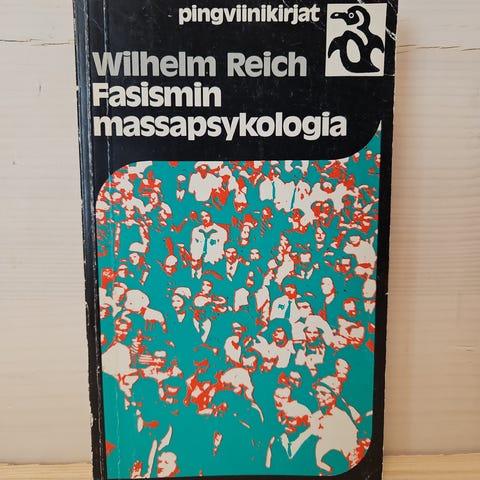 pingviinikirjat
Wilhelm Reich
Fasismin
massapsykologia